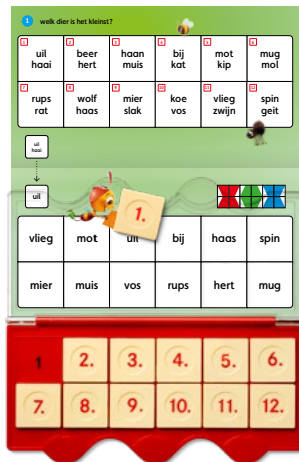 1 welk dier is het kleinst?
1 2 3 4 5 6
uil beer haan bij mot mug
haai hert muis kat kip mol
7 8 9 10 11 12
rups wolf mier koe vlieg spin
rat haas slak vos zwijn geit
uil
haai
uil
1.
vlieg mot uil bij haas spin
mier muis vos rups hert mug
1 2. 3. 4. 5. 6.
7. 8. 9. 10. 11. 12.